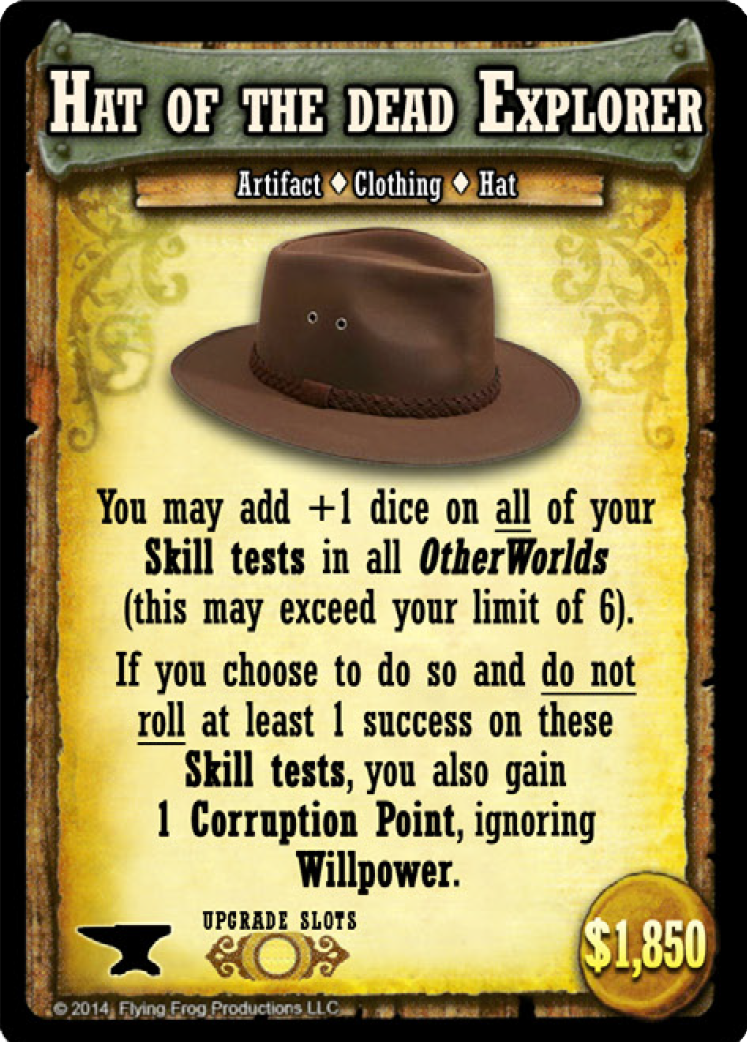 Hat of the dead Explorer
Artifact ♦ Clothing ♦ Hat
You may add +1 dice on all of your
Skill tests in all OtherWorlds
(this may exceed your limit of 6).
If you choose to do so and do not
roll at least 1 success on these
Skill tests, you also gain
1 Corruption Point, ignoring
Willpower.
UPGRADE SLOTS
$1,850
© 2014 Flying Frog Productions LLC